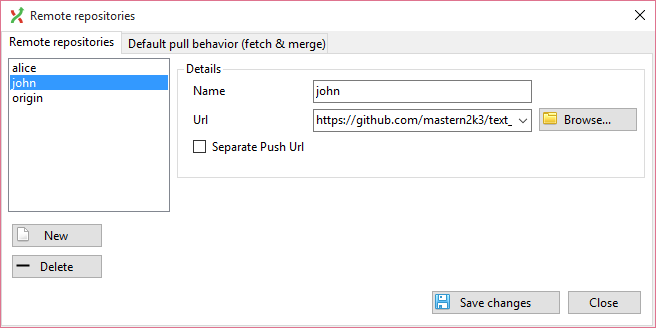 Remote repositories
Remote repositories Default pull behavior (fetch & merge)
alice
john
origin
Details
Name john
Url https://github.com/mastern2k3/text_ Browse...
Separate Push Url
New
Delete
Save changes Close